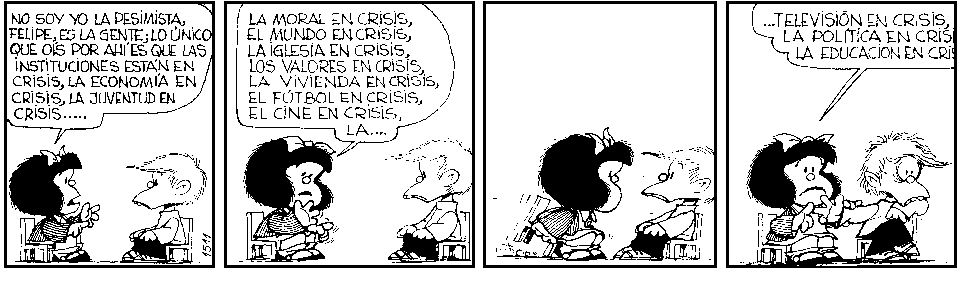 NO SOY YO LA PESIMISTA,
FELIPE, ES LA GENTE; LO ÚNICO
QUE OÍS POR AHÍ ES QUE LAS
INSTITUCIONES ESTÁN EN
CRISIS, LA ECONOMÍA EN
CRISIS, LA JUVENTUD EN
CRISIS.....
LA MORAL EN CRISIS,
EL MUNDO EN CRISIS,
LA IGLESIA EN CRISIS,
LOS VALORES EN CRISIS,
LA VIVIENDA EN CRISIS,
EL FÚTBOL EN CRISIS,
EL CINE EN CRISIS,
LA....
...TELEVISIÓN EN CRISIS,
LA POLÍTICA EN CRISI
LA EDUCACIÓN EN CRI
1511